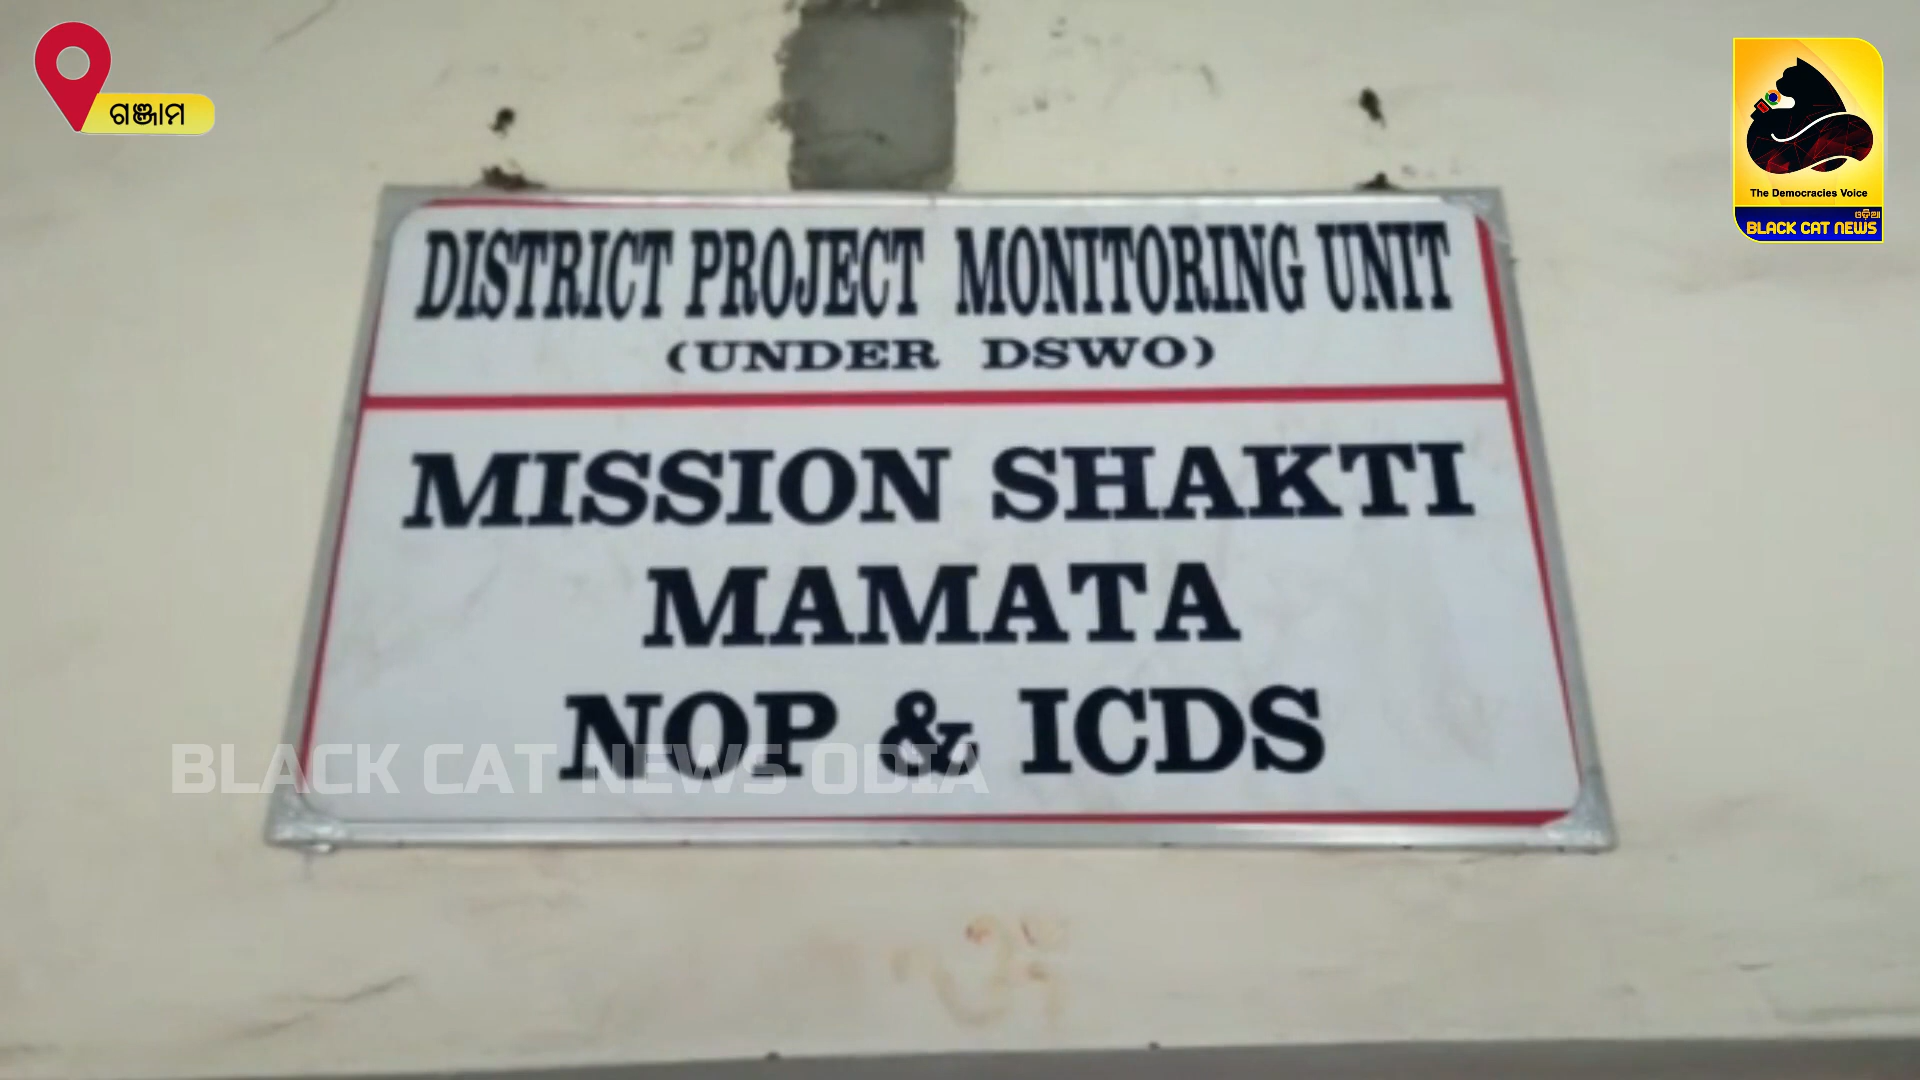 ଗଞ୍ଜାମ
The Democracies Voice
ଓଡ଼ିଆ
BLACK CAT NEWS
DISTRICT PROJECT MONITORING UNIT
(UNDER DSWO)
MISSION SHAKTI
MAMATA
NOP & ICDS
BLACK CAT NEWS ODIA